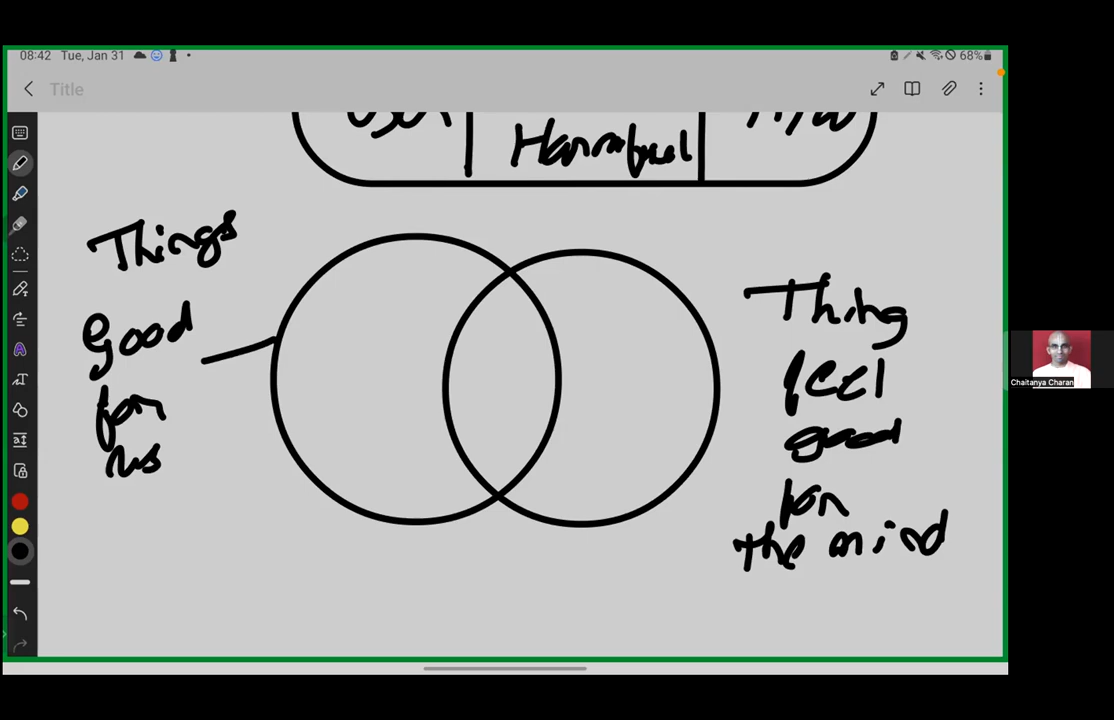 08:42 Tue, Jan 31
68%
Title
Harmful
Things
Good
for
us
Thing
feel
good
for
the mind
Chaitanya Charan